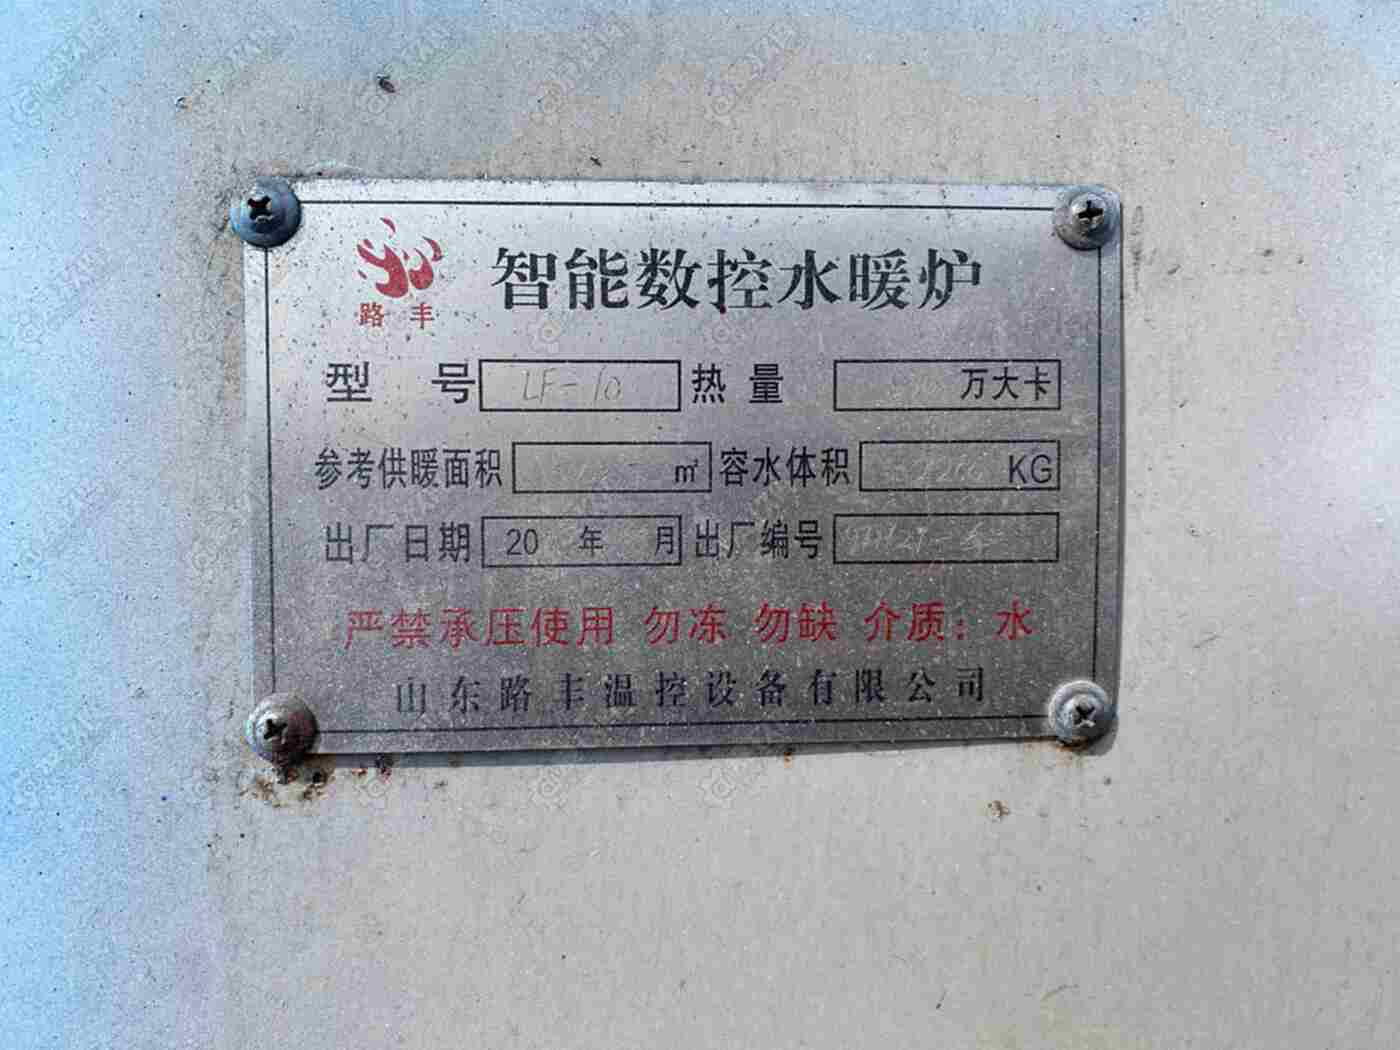 智能数控水暖炉
路丰
型 号 LF-10 热 量 万大卡
参考供暖面积 ㎡ 容水体积 KG
出厂日期 20 年 月 出厂编号
严禁承压使用 勿冻 勿缺 介质：水
山东路丰温控设备有限公司